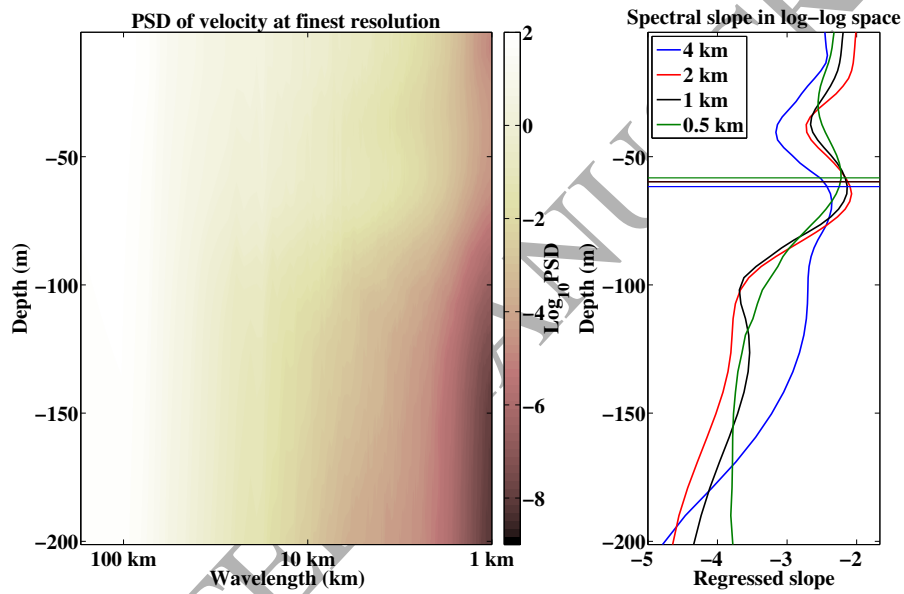 PSD of velocity at finest resolution
2
0
−2
−4
−6
−8
Log10PSD
−50
−100
−150
−200
Depth (m)
100 km
10 km
1 km
Wavelength (km)
Spectral slope in log−log space
4 km
2 km
1 km
0.5 km
−50
−100
−150
−200
Depth (m)
−5
−4
−3
−2
Regressed slope